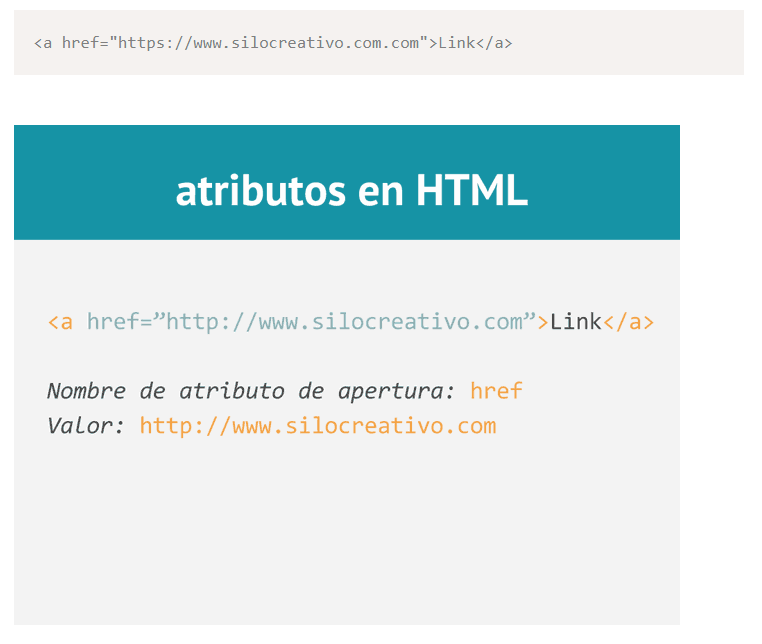 <a href="https://www.silocreativo.com.com">Link</a>
atributos en HTML
<a href=”http://www.silocreativo.com”>Link</a>
Nombre de atributo de apertura: href
Valor: http://www.silocreativo.com